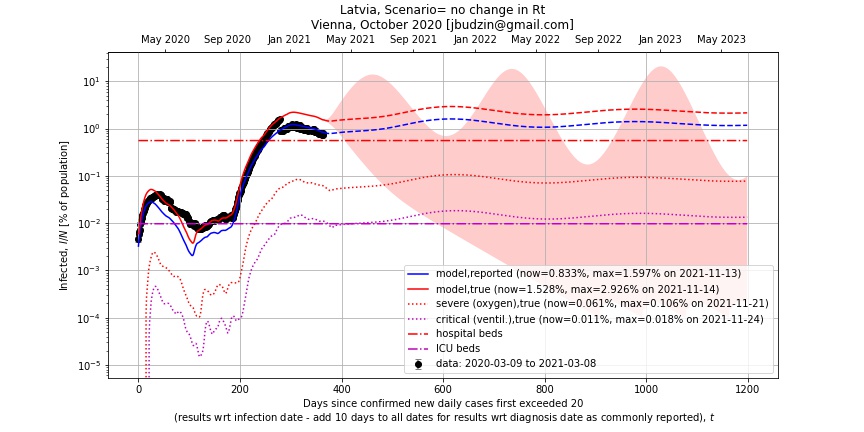 Latvia, Scenario= no change in Rt
Vienna, October 2020 [jbudzin@gmail.com]
May 2020 Sep 2020 Jan 2021 May 2021 Sep 2021 Jan 2022 May 2022 Sep 2022 Jan 2023 May 2023
Infected, I/N [% of population]
10¹
10⁰
10⁻¹
10⁻²
10⁻³
10⁻⁴
10⁻⁵
model,reported (now=0.833%, max=1.597% on 2021-11-13)
model,true (now=1.528%, max=2.926% on 2021-11-14)
severe (oxygen),true (now=0.061%, max=0.106% on 2021-11-21)
critical (ventil.),true (now=0.011%, max=0.018% on 2021-11-24)
hospital beds
ICU beds
data: 2020-03-09 to 2021-03-08
0 200 400 600 800 1000 1200
Days since confirmed new daily cases first exceeded 20
(results wrt infection date - add 10 days to all dates for results wrt diagnosis date as commonly reported), t